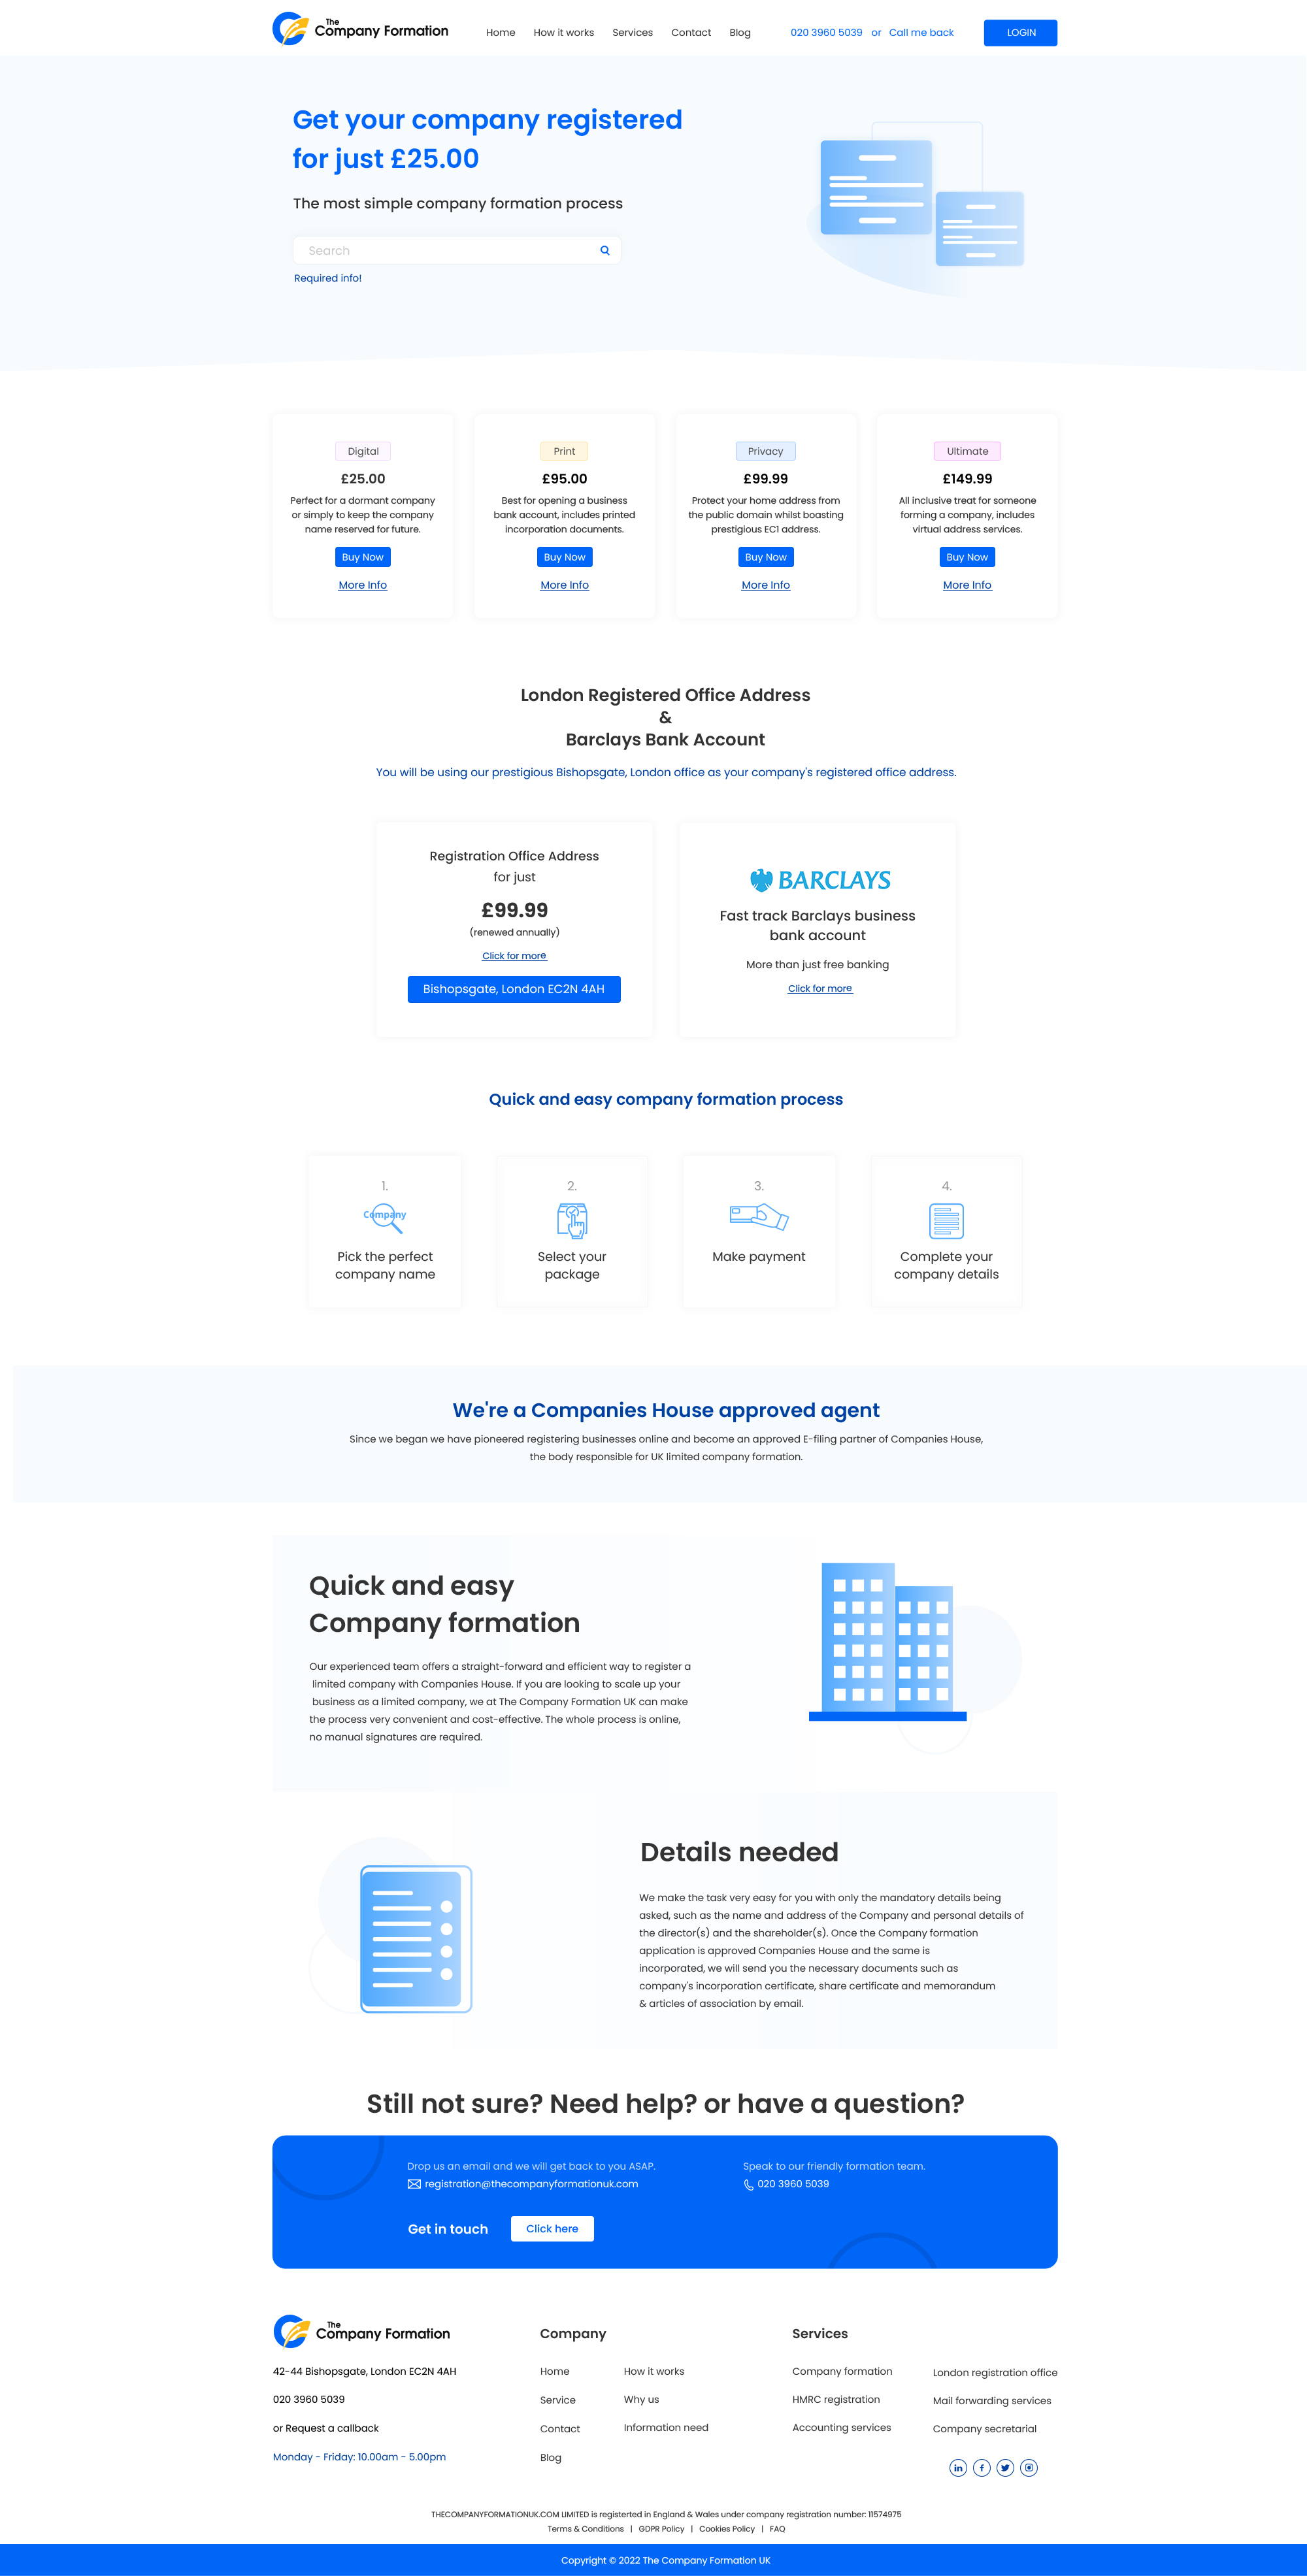 The
Company Formation
Home How it works Services Contact Blog 020 3960 5039 or Call me back LOGIN
Get your company registered
for just £25.00
The most simple company formation process
Search
Required info!
Digital
£25.00
Perfect for a dormant company
or simply to keep the company
name reserved for future.
Buy Now
More Info
Print
£95.00
Best for opening a business
bank account, includes printed
incorporation documents.
Buy Now
More Info
Privacy
£99.99
Protect your home address from
the public domain whilst boasting
prestigious EC1 address.
Buy Now
More Info
Ultimate
£149.99
All inclusive treat for someone
forming a company, includes
virtual address services.
Buy Now
More Info
London Registered Office Address
&
Barclays Bank Account
You will be using our prestigious Bishopsgate, London office as your company's registered office address.
Registration Office Address
for just
£99.99
(renewed annually)
Click for more
Bishopsgate, London EC2N 4AH
BARCLAYS
Fast track Barclays business
bank account
More than just free banking
Click for more
Quick and easy company formation process
1.
Company
Pick the perfect
company name
2.
Select your
package
3.
Make payment
4.
Complete your
company details
We're a Companies House approved agent
Since we began we have pioneered registering businesses online and become an approved E-filing partner of Companies House,
the body responsible for UK limited company formation.
Quick and easy
Company formation
Our experienced team offers a straight-forward and efficient way to register a
limited company with Companies House. If you are looking to scale up your
business as a limited company, we at The Company Formation UK can make
the process very convenient and cost-effective. The whole process is online,
no manual signatures are required.
Details needed
We make the task very easy for you with only the mandatory details being
asked, such as the name and address of the Company and personal details of
the director(s) and the shareholder(s). Once the Company formation
application is approved Companies House and the same is
incorporated, we will send you the necessary documents such as
company's incorporation certificate, share certificate and memorandum
& articles of association by email.
Still not sure? Need help? or have a question?
Drop us an email and we will get back to you ASAP.
registration@thecompanyformationuk.com
Speak to our friendly formation team.
020 3960 5039
Get in touch Click here
The
Company Formation
42-44 Bishopsgate, London EC2N 4AH
020 3960 5039
or Request a callback
Monday - Friday: 10.00am - 5.00pm
Company
Home
Service
Contact
Blog
How it works
Why us
Information need
Services
Company formation
HMRC registration
Accounting services
London registration office
Mail forwarding services
Company secretarial
in f
THECOMPANYFORMATIONUK.COM LIMITED is registerted in England & Wales under company registration number: 11574975
Terms & Conditions | GDPR Policy | Cookies Policy | FAQ
Copyright © 2022 The Company Formation UK